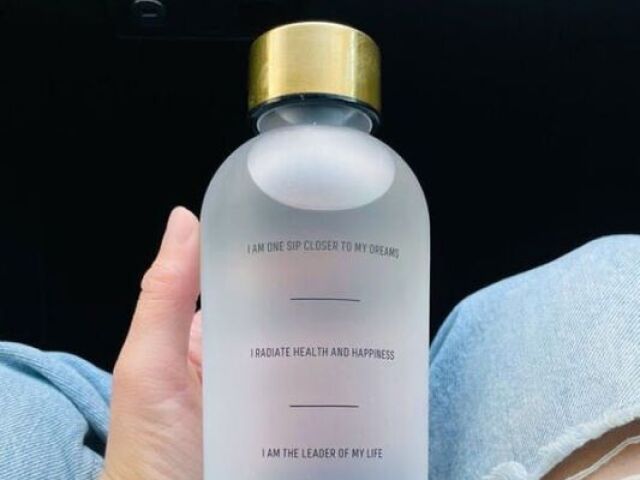 I AM ONE SIP CLOSER TO MY DREAMS
I RADIATE HEALTH AND HAPPINESS
I AM THE LEADER OF MY LIFE